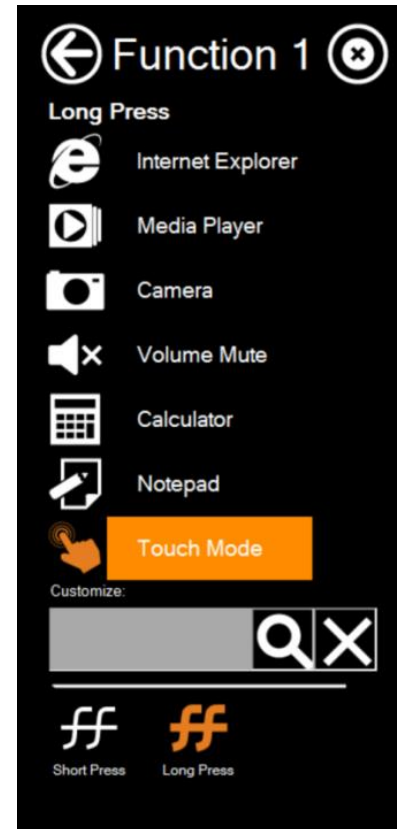 Function 1
Long Press
Internet Explorer
Media Player
Camera
Volume Mute
Calculator
Notepad
Touch Mode
Customize:
Short Press Long Press